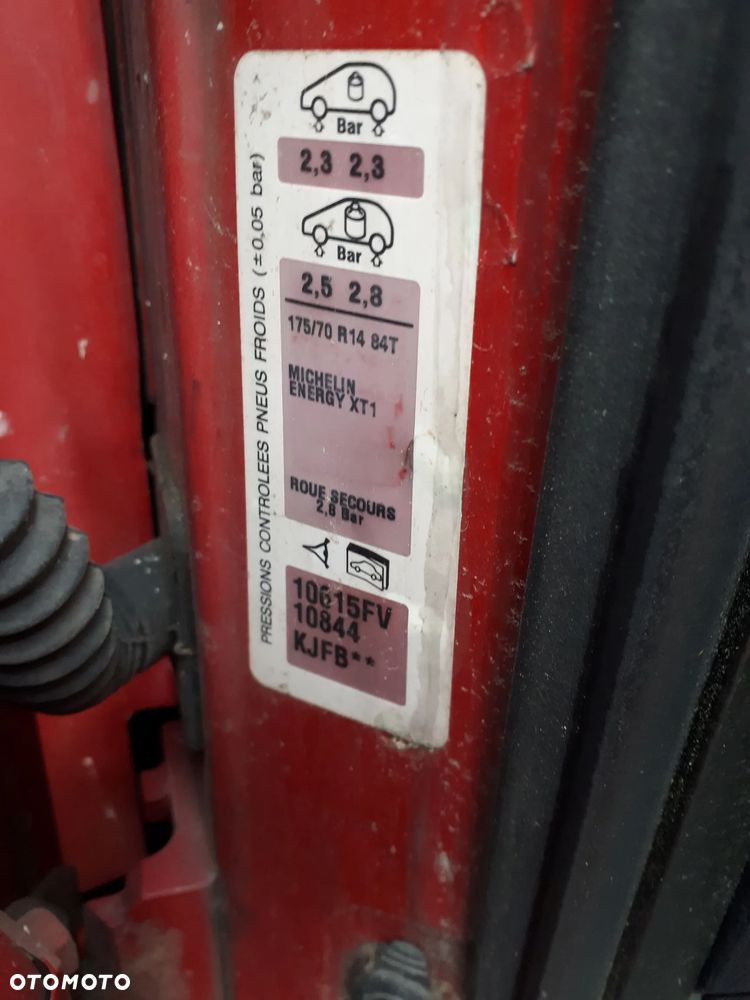 PRESSIONS CONTROLEES PNEUS FROIDS (±0,05 bar)
Bar
2,3 2,3
Bar
2,5 2,8
175/70 R14 84T
MICHELIN
ENERGY XT1
ROUE SECOURS
2,8 Bar
10615FV
10844
KJFB**
OTOMOTO